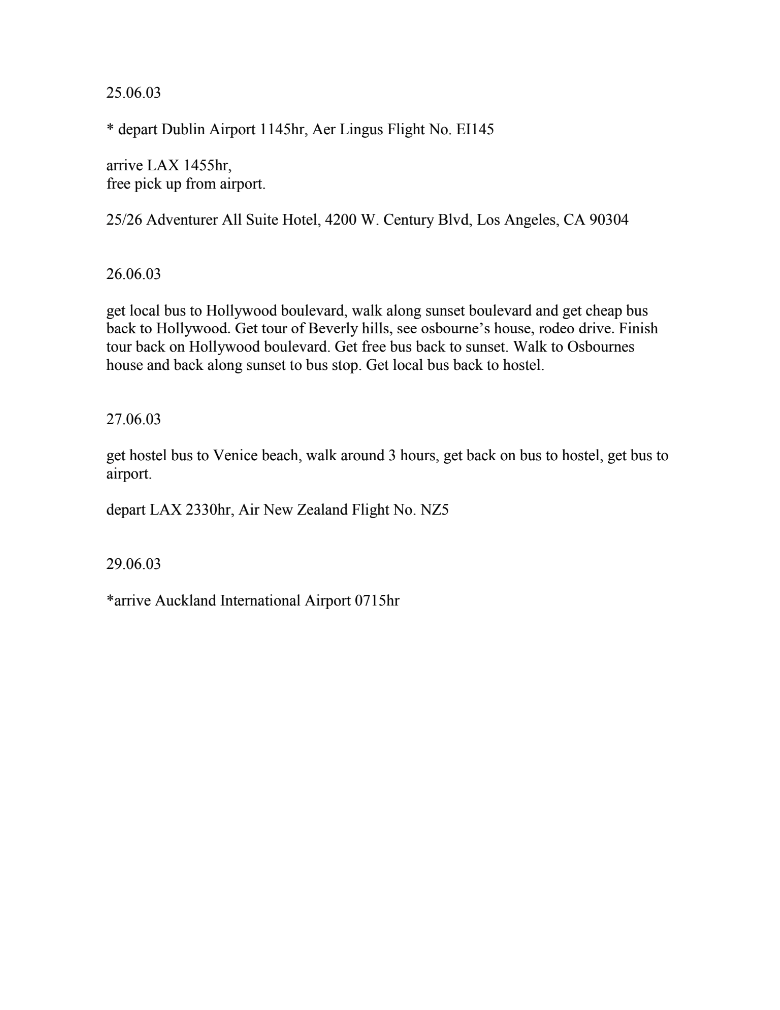 25.06.03
* depart Dublin Airport 1145hr, Aer Lingus Flight No. EI145
arrive LAX 1455hr,
free pick up from airport.
25/26 Adventurer All Suite Hotel, 4200 W. Century Blvd, Los Angeles, CA 90304
26.06.03
get local bus to Hollywood boulevard, walk along sunset boulevard and get cheap bus
back to Hollywood. Get tour of Beverly hills, see osbourne’s house, rodeo drive. Finish
tour back on Hollywood boulevard. Get free bus back to sunset. Walk to Osbournes
house and back along sunset to bus stop. Get local bus back to hostel.
27.06.03
get hostel bus to Venice beach, walk around 3 hours, get back on bus to hostel, get bus to
airport.
depart LAX 2330hr, Air New Zealand Flight No. NZ5
29.06.03
*arrive Auckland International Airport 0715hr